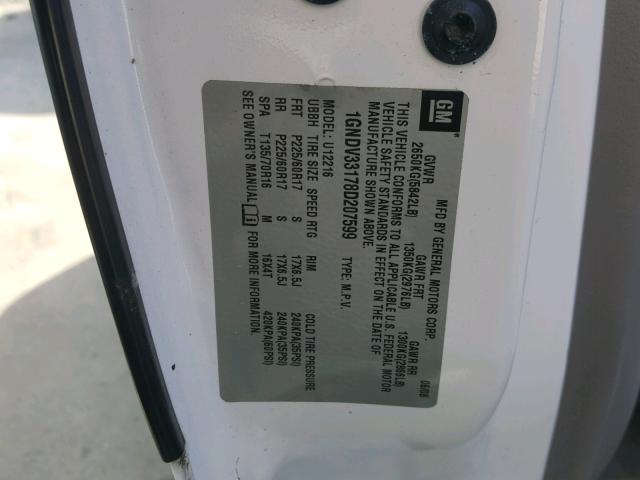 GM
MFD BY GENERAL MOTORS CORP.
GVWR GAWR FRT GAWR RR
2650KG(5842LB) 1350KG(2976LB) 1300KG(2866LB)
THIS VEHICLE CONFORMS TO ALL APPLICABLE U.S. FEDERAL MOTOR
VEHICLE SAFETY STANDARDS IN EFFECT ON THE DATE OF
MANUFACTURE SHOWN ABOVE.
1GNDV33178D207599 TYPE: M.P.V.
MODEL: U12216
UBBH TIRE SIZE SPEED RTG RIM COLD TIRE PRESSURE
FRT P225/60R17 S 17X6.5J 240KPA(35PSI)
RR P225/60R17 S 17X6.5J 240KPA(35PSI)
SPA T135/70R16 M 16X4T 420KPA(60PSI)
SEE OWNER'S MANUAL FOR MORE INFORMATION.